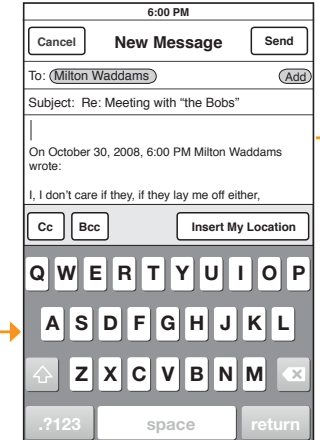 6:00 PM
Cancel New Message Send
To: Milton Waddams Add
Subject: Re: Meeting with “the Bobs”
On October 30, 2008, 6:00 PM Milton Waddams
wrote:
I, I don’t care if they, if they lay me off either,
Cc Bcc Insert My Location
Q W E R T Y U I O P
A S D F G H J K L
Z X C V B N M
.?123 space return